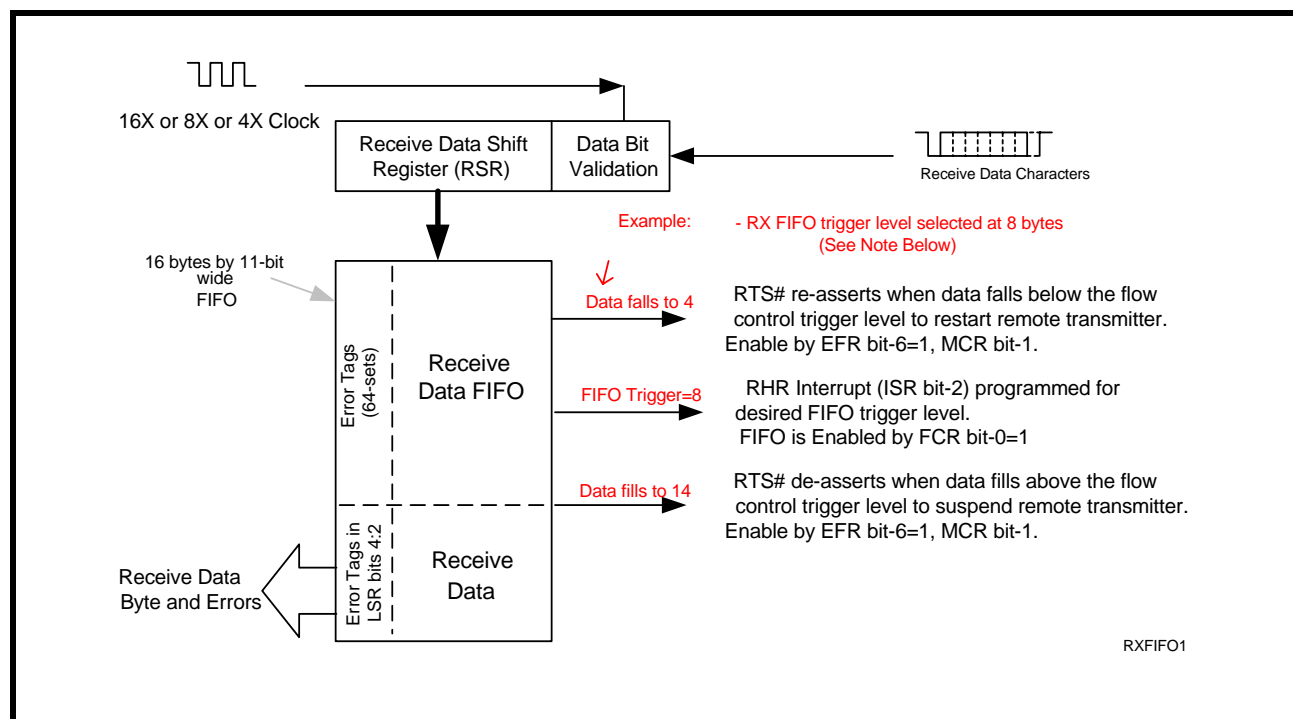 16X or 8X or 4X Clock
Receive Data Shift
Register (RSR)
Data Bit
Validation
Receive Data Characters
Example:
- RX FIFO trigger level selected at 8 bytes
(See Note Below)
16 bytes by 11-bit
wide
FIFO
Error Tags
(64-sets)
Receive
Data FIFO
Data falls to 4
RTS# re-asserts when data falls below the flow
control trigger level to restart remote transmitter.
Enable by EFR bit-6=1, MCR bit-1.
FIFO Trigger=8
RHR Interrupt (ISR bit-2) programmed for
desired FIFO trigger level.
FIFO is Enabled by FCR bit-0=1
Data fills to 14
RTS# de-asserts when data fills above the flow
control trigger level to suspend remote transmitter.
Enable by EFR bit-6=1, MCR bit-1.
Error Tags in
LSR bits 4:2
Receive
Data
Receive Data
Byte and Errors
RXFIFO1